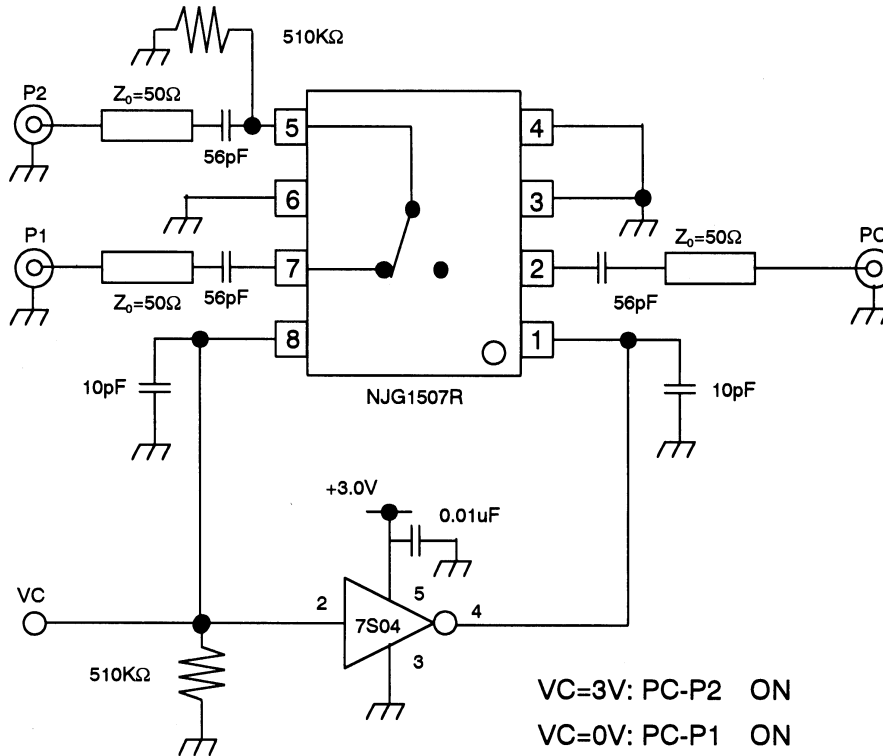 510KΩ
P2
Z₀=50Ω
56pF
5
4
6
3
P1
Z₀=50Ω
56pF
7
2
Z₀=50Ω
PC
56pF
8
1
10pF
10pF
NJG1507R
+3.0V
0.01uF
VC
2
7S04
5
4
3
510KΩ
VC=3V: PC-P2 ON
VC=0V: PC-P1 ON